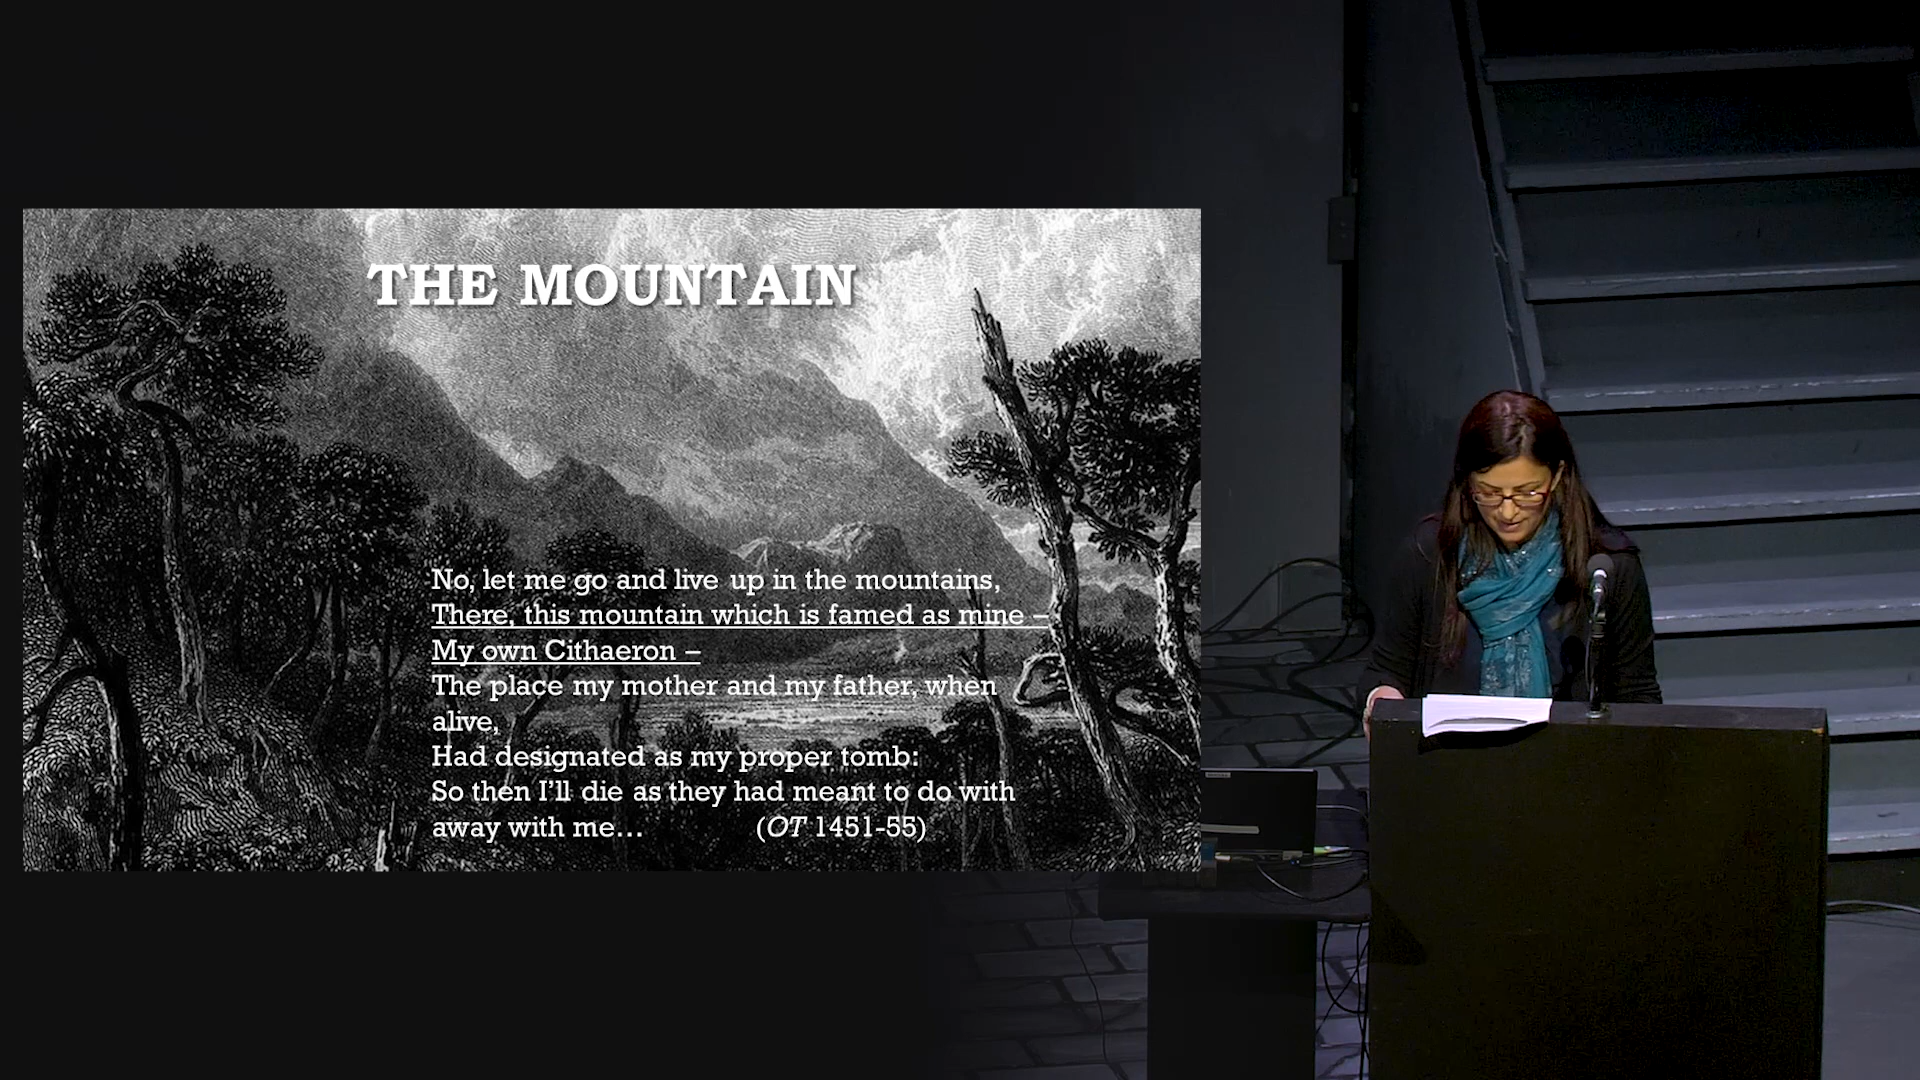 THE MOUNTAIN
No, let me go and live up in the mountains,
There, this mountain which is famed as mine –
My own Cithaeron –
The place my mother and my father, when
alive,
Had designated as my proper tomb:
So then I’ll die as they had meant to do with
away with me… (OT 1451-55)